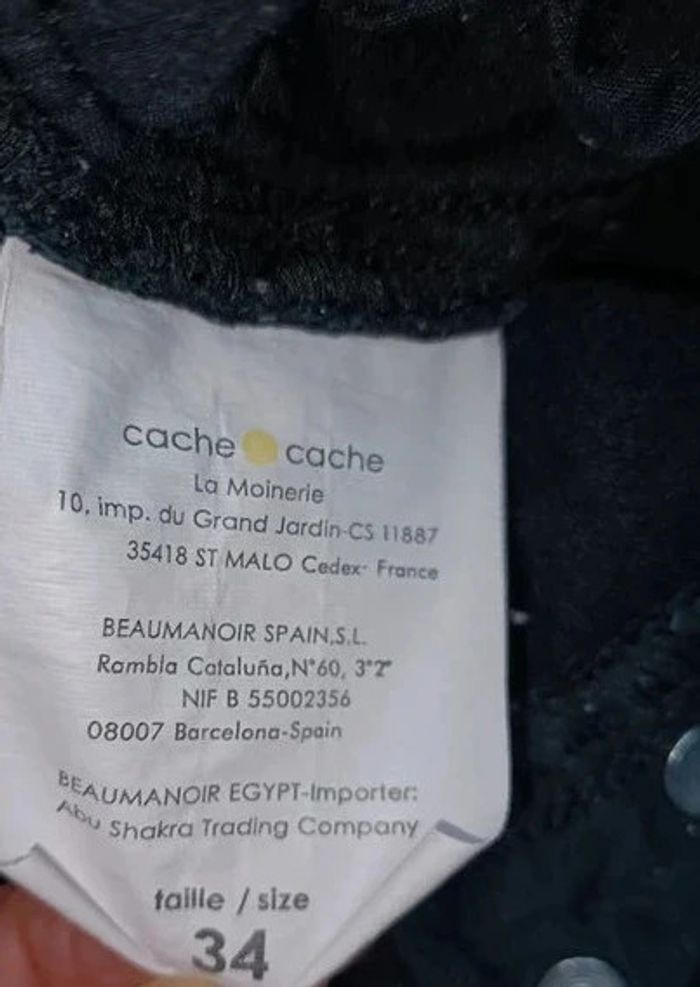 cache cache
La Moinerie
10, imp. du Grand Jardin-CS 11887
35418 ST MALO Cedex- France
BEAUMANOIR SPAIN,S.L.
Rambla Cataluña,N°60, 3°2ª
NIF B 55002356
08007 Barcelona-Spain
BEAUMANOIR EGYPT-Importer:
Abu Shakra Trading Company
taille / size
34